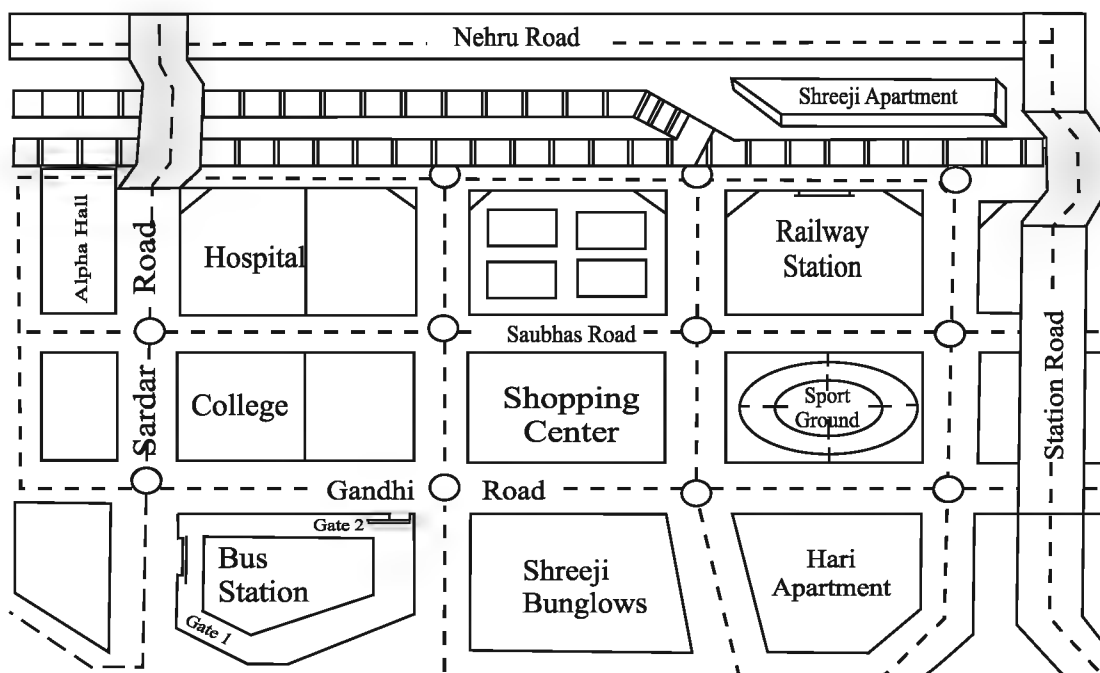 Nehru Road
Shreeji Apartment
Alpha Hall
Sardar Road
Hospital
Railway
Station
Saubhas Road
College
Shopping
Center
Sport
Ground
Station Road
Gandhi Road
Gate 2
Bus
Station
Gate 1
Shreeji
Bunglows
Hari
Apartment